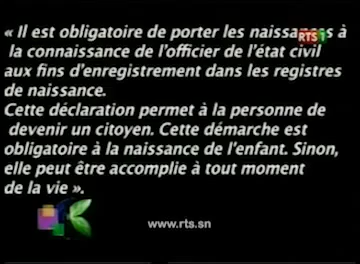 « Il est obligatoire de porter les naissances à
la connaissance de l'officier de l'état civil
aux fins d'enregistrement dans les registres
de naissance.
Cette déclaration permet à la personne de
devenir un citoyen. Cette démarche est
obligatoire à la naissance de l'enfant. Sinon,
elle peut être accomplie à tout moment
de la vie ».
RTS1
www.rts.sn